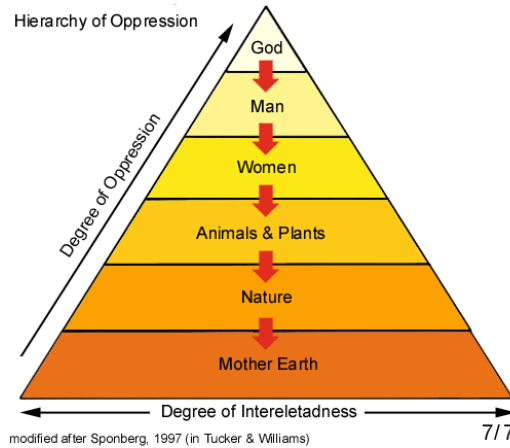 Hierarchy of Oppression
God
Man
Degree of Oppression
Women
Animals & Plants
Nature
Mother Earth
Degree of Intereletadness
7/7
modified after Sponberg, 1997 (in Tucker & Williams)